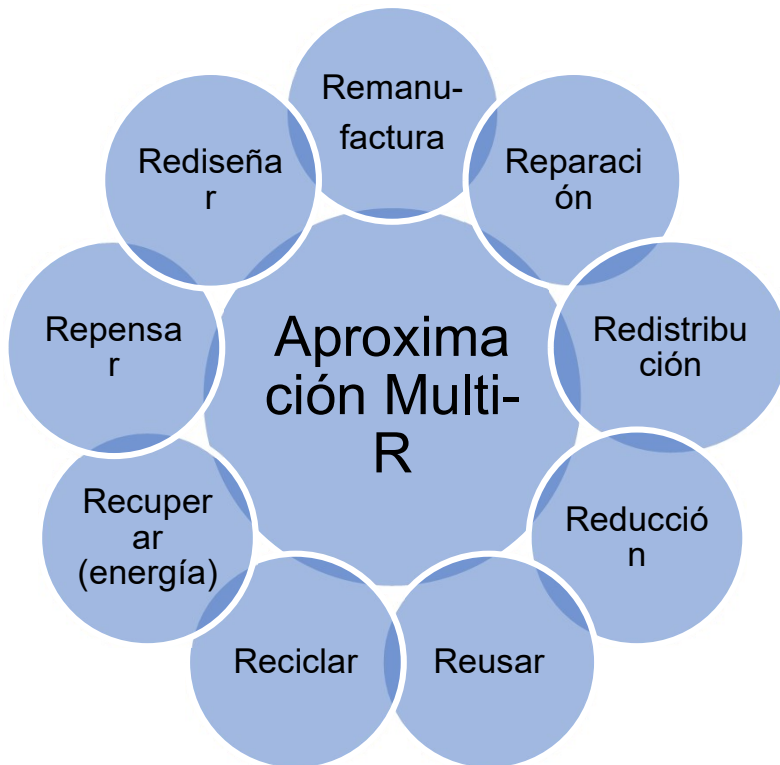 Remanu-
factura
Reparaci
ón
Redistribu
ción
Reducció
n
Reusar
Reciclar
Recuper
ar
(energía)
Repensa
r
Rediseña
r
Aproxima
ción Multi-
R